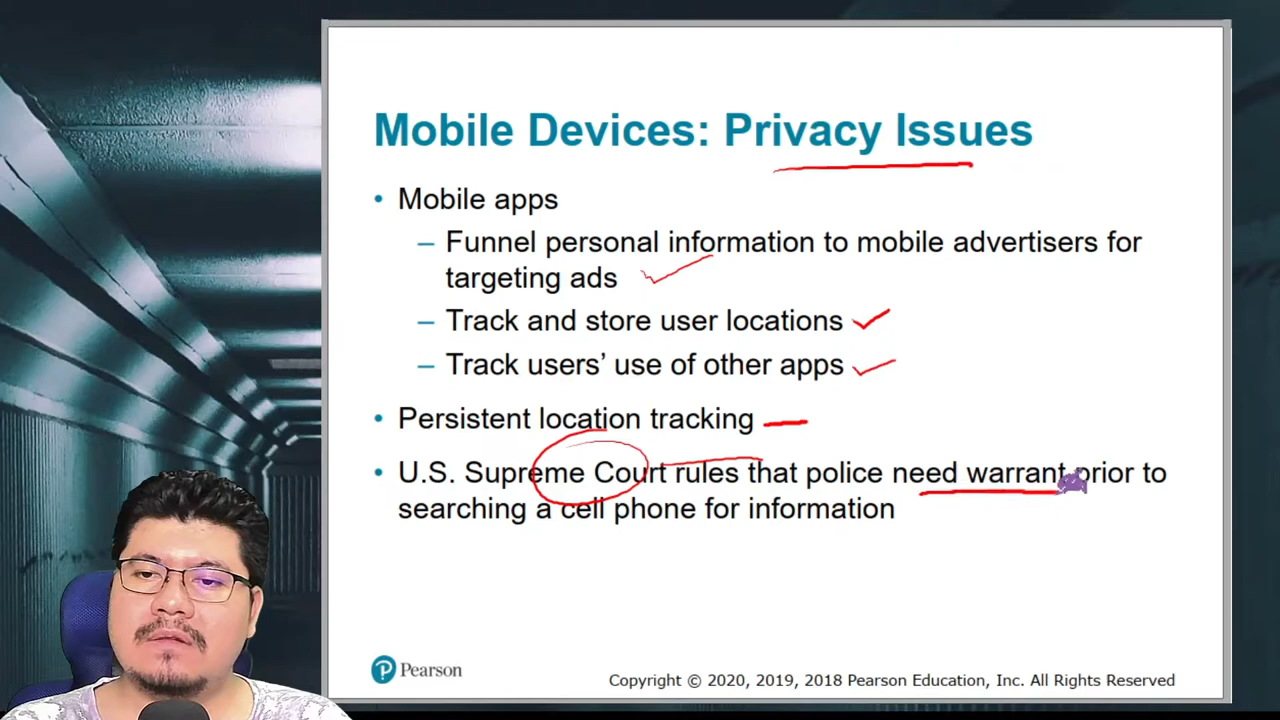 Mobile Devices: Privacy Issues
• Mobile apps
– Funnel personal information to mobile advertisers for
targeting ads
– Track and store user locations
– Track users’ use of other apps
• Persistent location tracking
• U.S. Supreme Court rules that police need warrant prior to
searching a cell phone for information
Pearson
Copyright © 2020, 2019, 2018 Pearson Education, Inc. All Rights Reserved